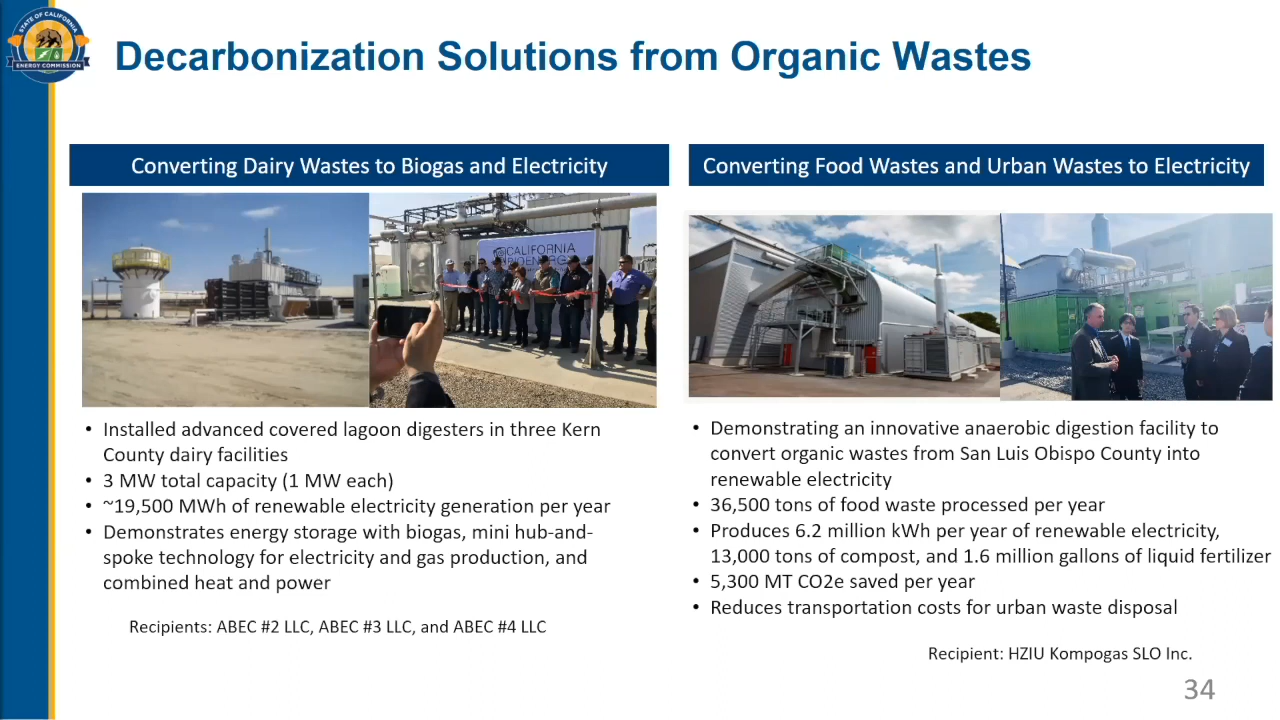 STATE OF CALIFORNIA
ENERGY COMMISSION
Decarbonization Solutions from Organic Wastes
Converting Dairy Wastes to Biogas and Electricity
CALIFORNIA
BIOENERGY
• Installed advanced covered lagoon digesters in three Kern
County dairy facilities
• 3 MW total capacity (1 MW each)
• ~19,500 MWh of renewable electricity generation per year
• Demonstrates energy storage with biogas, mini hub-and-
spoke technology for electricity and gas production, and
combined heat and power
Recipients: ABEC #2 LLC, ABEC #3 LLC, and ABEC #4 LLC
Converting Food Wastes and Urban Wastes to Electricity
• Demonstrating an innovative anaerobic digestion facility to
convert organic wastes from San Luis Obispo County into
renewable electricity
• 36,500 tons of food waste processed per year
• Produces 6.2 million kWh per year of renewable electricity,
13,000 tons of compost, and 1.6 million gallons of liquid fertilizer
• 5,300 MT CO2e saved per year
• Reduces transportation costs for urban waste disposal
Recipient: HZIU Kompogas SLO Inc.
34